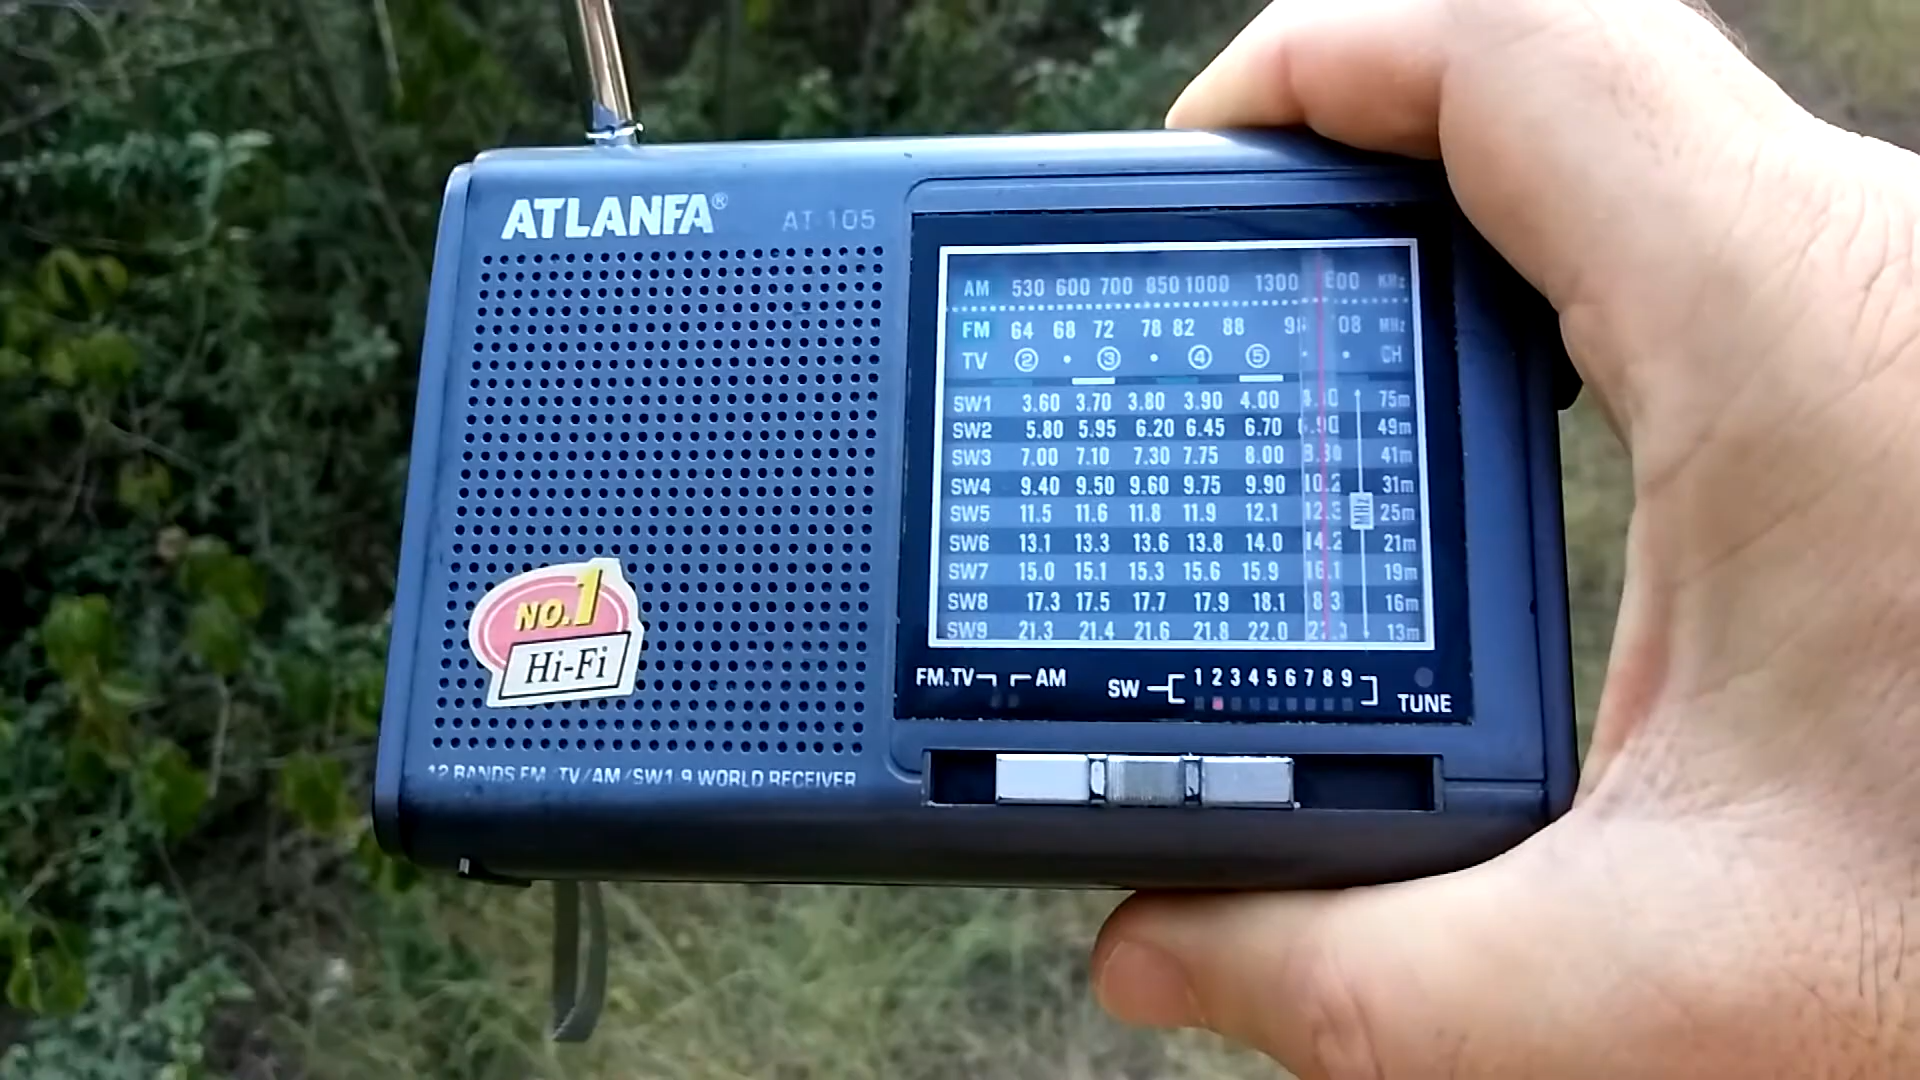 ATLANFA®
AT-105
AM 530 600 700 850 1000 1300 KHz
FM 64 68 72 78 82 88 MHz
TV ② • ③ • ④ ⑤ • • CH
SW1 3.60 3.70 3.80 3.90 4.00 75m
SW2 5.80 5.95 6.20 6.45 6.70 49m
SW3 7.00 7.10 7.30 7.75 8.00 41m
SW4 9.40 9.50 9.60 9.75 9.90 10.2 31m
SW5 11.5 11.6 11.8 11.9 12.1 12.3 25m
SW6 13.1 13.3 13.6 13.8 14.0 14.2 21m
SW7 15.0 15.1 15.3 15.6 15.9 16.1 19m
SW8 17.3 17.5 17.7 17.9 18.1 16m
SW9 21.3 21.4 21.6 21.8 22.0 13m
FM.TV AM SW 1 2 3 4 5 6 7 8 9 TUNE
NO.1
Hi-Fi
12 BANDS FM/TV/AM/SW1-9 WORLD RECEIVER